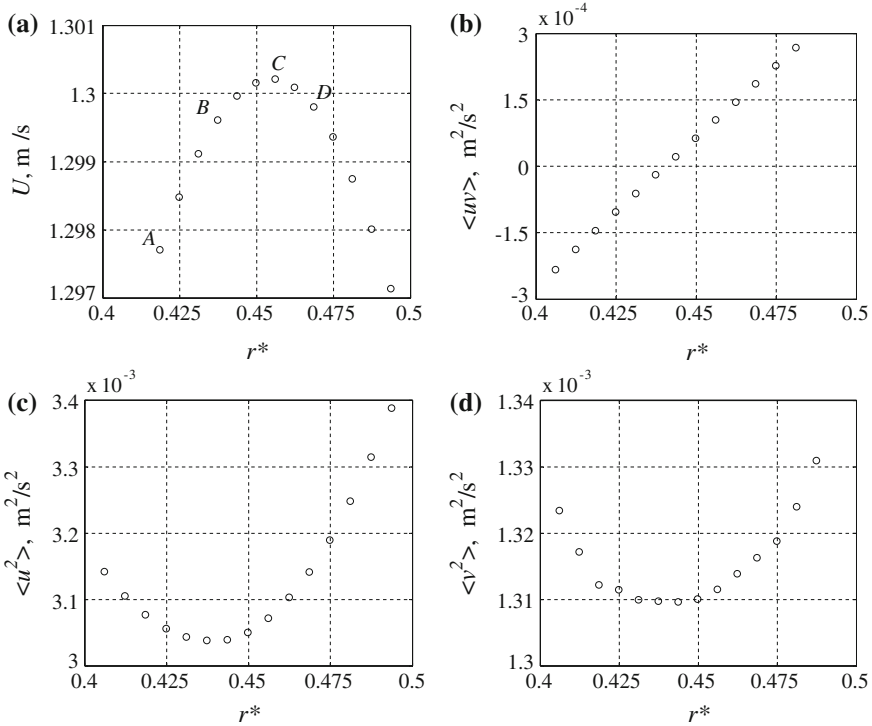 (a)
1.301
1.3
1.299
1.298
1.297
0.4 0.425 0.45 0.475 0.5
U, m /s
r*
A
B
C
D
(b)
x 10⁻⁴
3
1.5
0
-1.5
-3
0.4 0.425 0.45 0.475 0.5
<uv>, m²/s²
r*
(c)
x 10⁻³
3.4
3.3
3.2
3.1
3
0.4 0.425 0.45 0.475 0.5
<u²>, m²/s²
r*
(d)
x 10⁻³
1.34
1.33
1.32
1.310
1.3
0.4 0.425 0.45 0.475 0.5
<v²>, m²/s²
r*